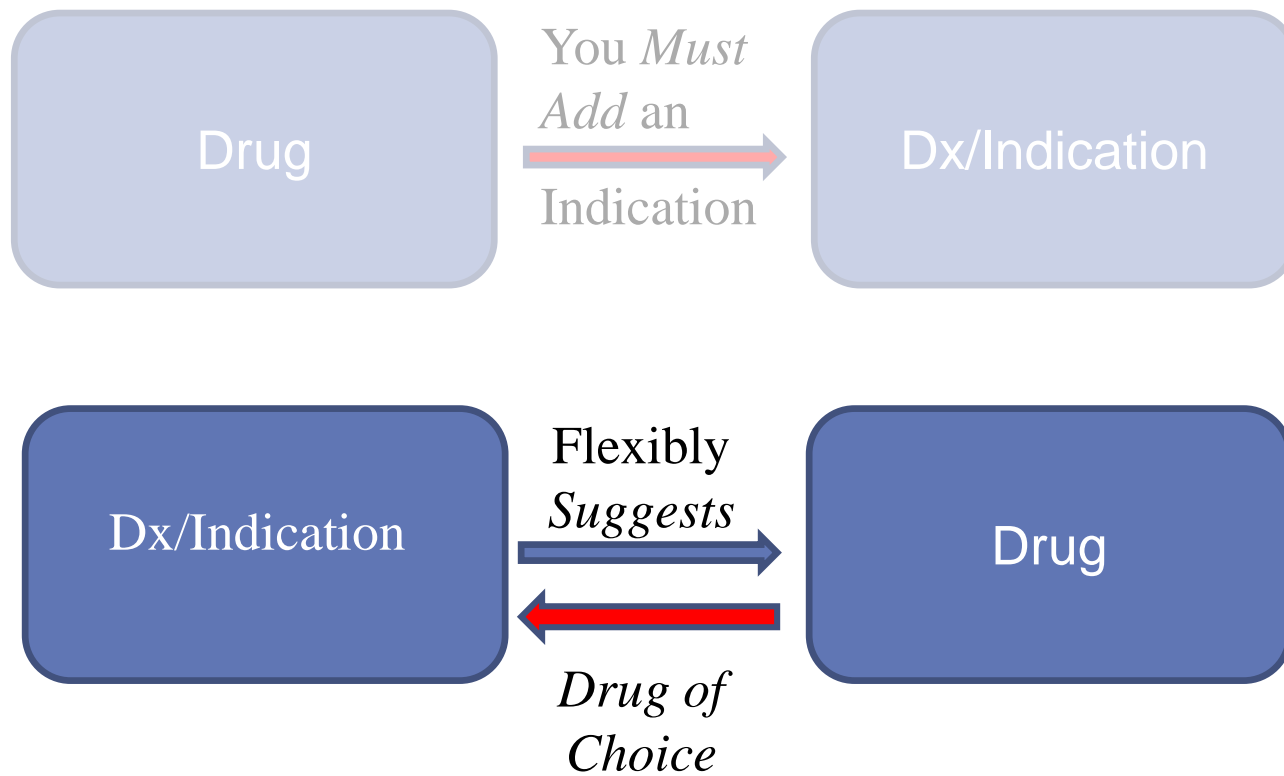 Drug
You Must
Add an
Indication
Dx/Indication
Dx/Indication
Flexibly
Suggests
Drug of
Choice
Drug